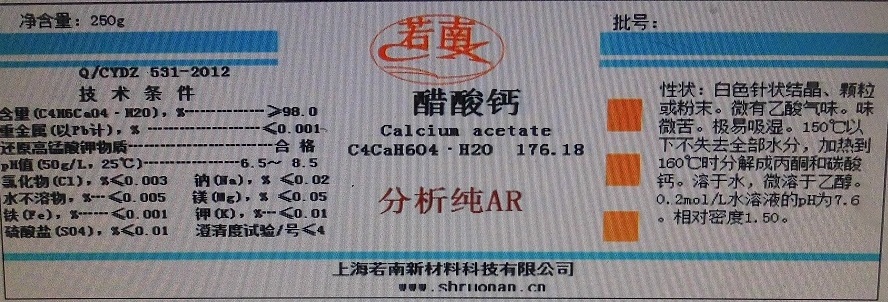 净含量: 250g
Q/CYDZ 531-2012
技术条件
含量(C4H6CaO4·H2O), %------------≥98.0
重金属(以Pb计), %--------------≤0.001
还原高锰酸钾物质--------------合格
pH值(50g/L, 25℃)------------6.5~ 8.5
氯化物(Cl), %≤0.003 钠(Na), % ≤0.02
水不溶物, %---≤0.005 镁(Mg), % ≤0.05
铁(Fe), %-----≤0.001 钾(K), %---≤0.01
硫酸盐(SO4), %≤0.01 澄清度试验/号≤4
若南
醋酸钙
Calcium acetate
C4CaH6O4·H2O 176.18
分析纯AR
批号:
性状: 白色针状结晶、颗粒
或粉末。微有乙酸气味。味
微苦。极易吸湿。150℃以
下不失去全部水分, 加热到
160℃时分解成丙酮和碳酸
钙。溶于水, 微溶于乙醇。
0.2mol/L水溶液的pH为7.6
。相对密度1.50。
上海若南新材料科技有限公司
www.shruonan.cn